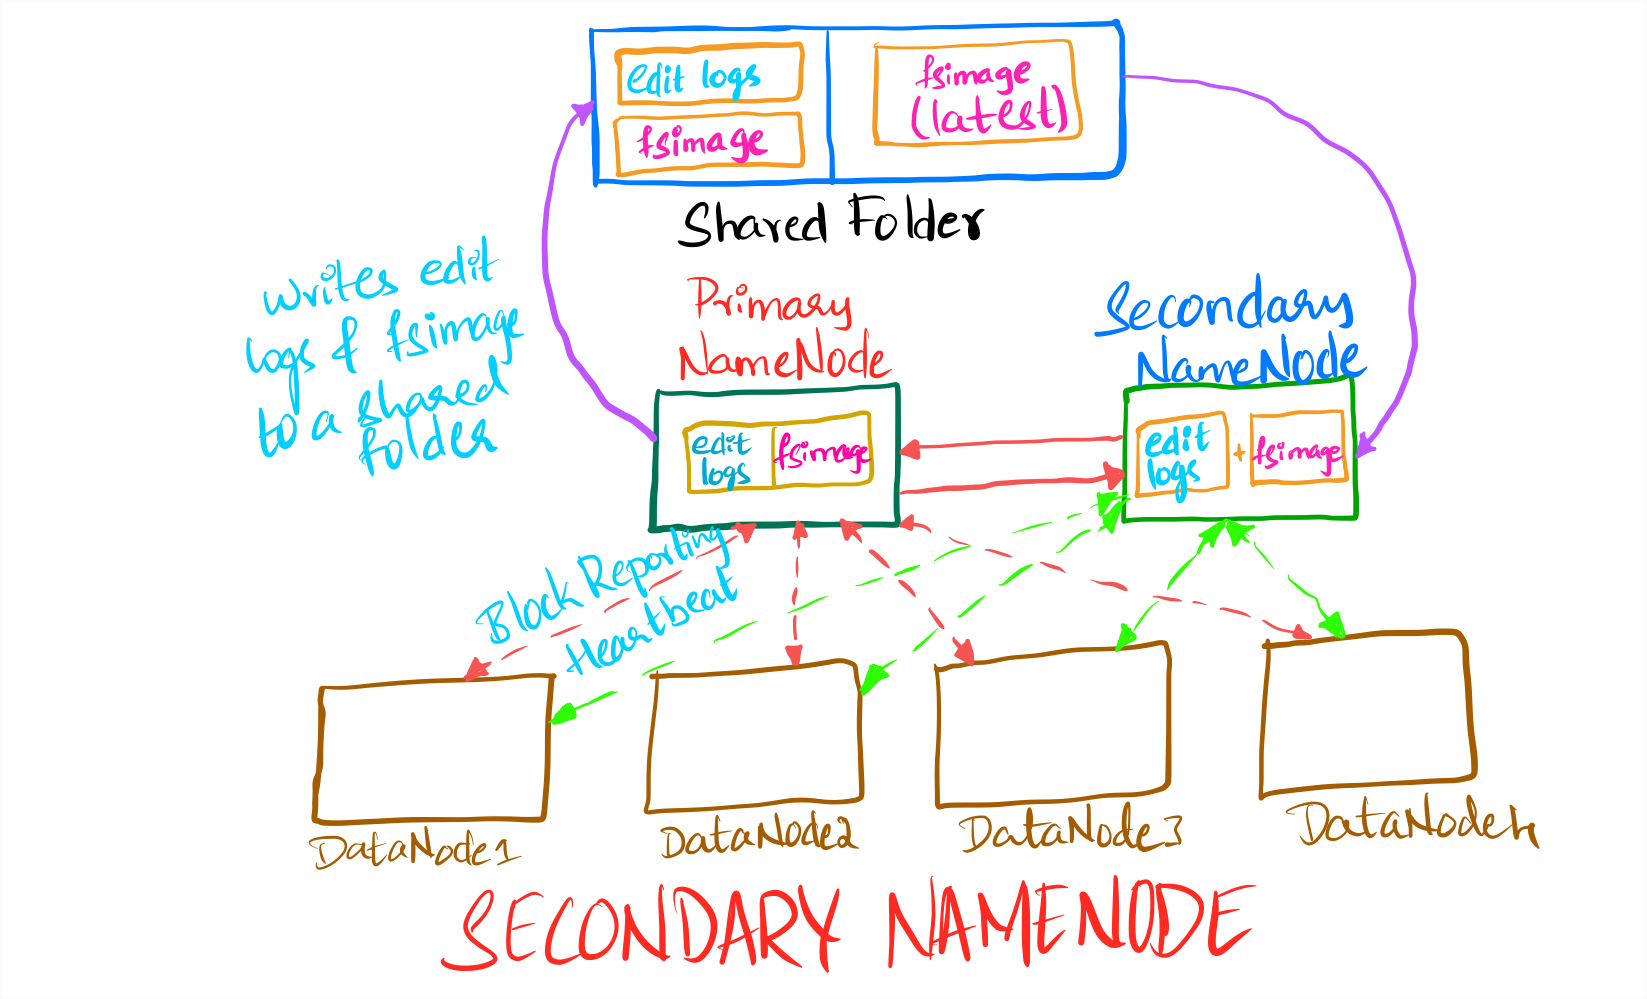 edit logs
fsimage
fsimage
(latest)
Shared Folder
writes edit
logs & fsimage
to a shared
folder
Primary
NameNode
edit
logs
fsimage
Secondary
NameNode
edit
logs
+
fsimage
Block Reporting
Heartbeat
DataNode1
DataNode2
DataNode3
DataNode4
SECONDARY NAMENODE